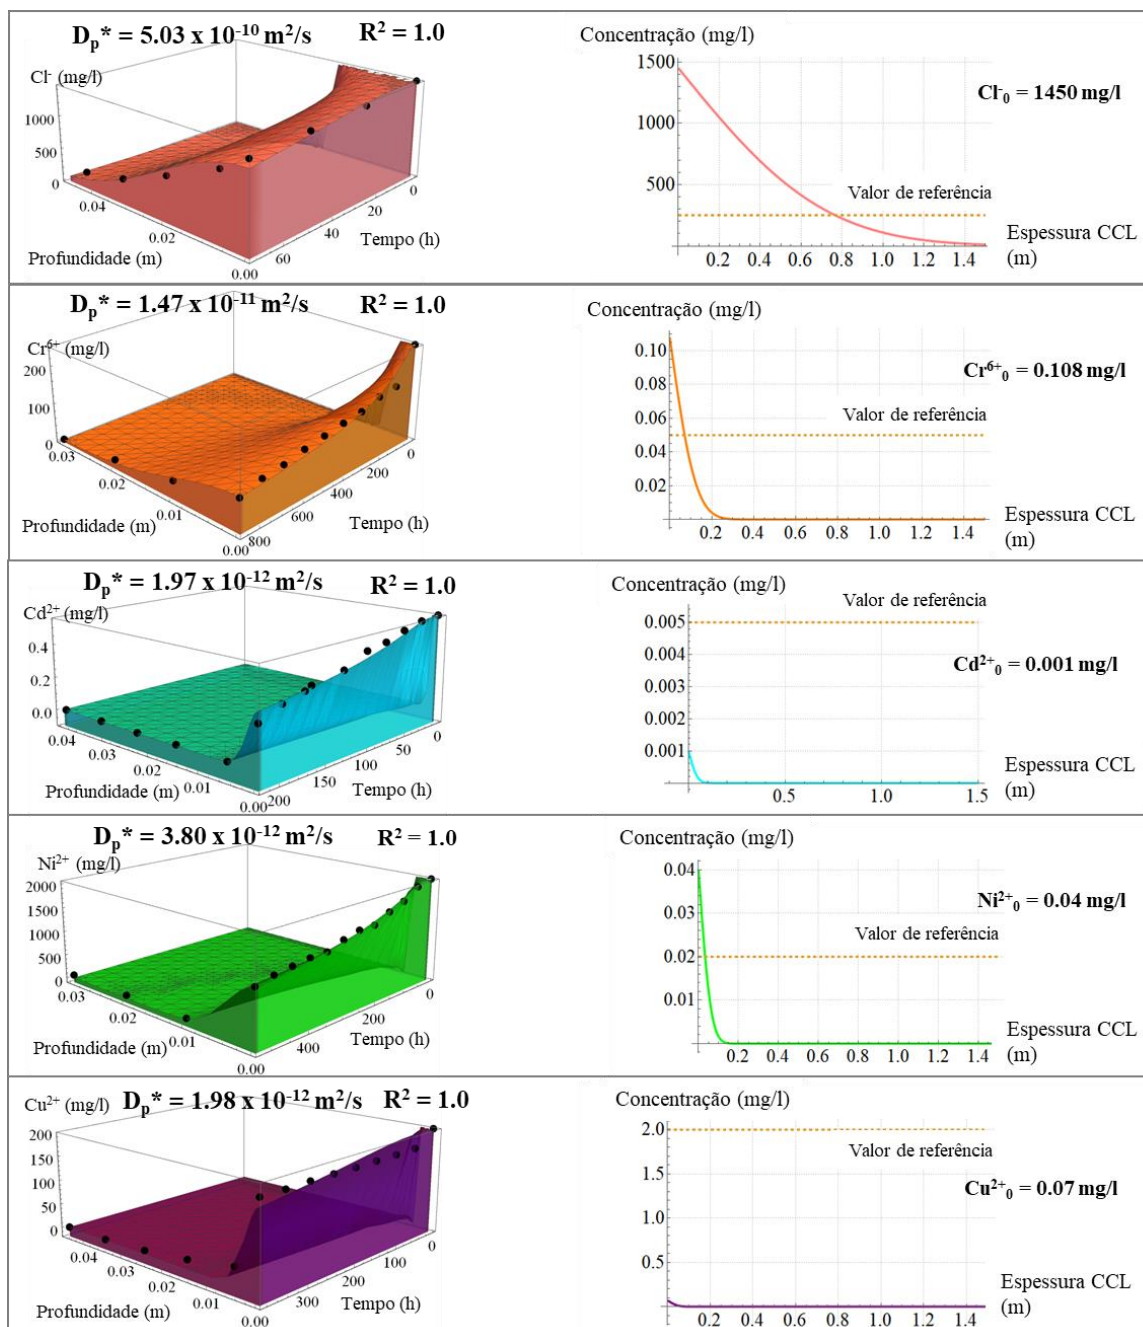 D_p* = 5.03 x 10^-10 m²/s R² = 1.0
Cl⁻ (mg/l)
1000
500
0
0.04
0.02
0.00
Profundidade (m)
60
40
20
0
Tempo (h)
Concentração (mg/l)
1500
1000
500
Cl⁻₀ = 1450 mg/l
Valor de referência
Espessura CCL
(m)
0.2 0.4 0.6 0.8 1.0 1.2 1.4
D_p* = 1.47 x 10^-11 m²/s R² = 1.0
Cr⁶⁺ (mg/l)
200
100
0
0.03
0.02
0.01
0.00
Profundidade (m)
800
600
400
200
0
Tempo (h)
Concentração (mg/l)
0.10
0.08
0.06
0.04
0.02
Cr⁶⁺₀ = 0.108 mg/l
Valor de referência
Espessura CCL
(m)
0.2 0.4 0.6 0.8 1.0 1.2 1.4
D_p* = 1.97 x 10^-12 m²/s R² = 1.0
Cd²⁺ (mg/l)
0.4
0.2
0.0
0.04
0.03
0.02
0.01
0.00
Profundidade (m)
200
150
100
50
0
Tempo (h)
Concentração (mg/l)
Valor de referência
0.005
0.004
0.003
0.002
0.001
Cd²⁺₀ = 0.001 mg/l
Espessura CCL
(m)
0.5 1.0 1.5
D_p* = 3.80 x 10^-12 m²/s R² = 1.0
Ni²⁺ (mg/l)
2000
1500
1000
500
0
0.03
0.02
0.01
0.00
Profundidade (m)
400
200
0
Tempo (h)
Concentração (mg/l)
0.04
0.03
0.02
0.01
Ni²⁺₀ = 0.04 mg/l
Valor de referência
Espessura CCL
(m)
0.2 0.4 0.6 0.8 1.0 1.2 1.4
Cu²⁺ (mg/l) D_p* = 1.98 x 10^-12 m²/s R² = 1.0
200
150
100
50
0
0.04
0.03
0.02
0.01
0.00
Profundidade (m)
300
200
100
0
Tempo (h)
Concentração (mg/l)
2.0
1.5
1.0
0.5
Valor de referência
Cu²⁺₀ = 0.07 mg/l
Espessura CCL
(m)
0.2 0.4 0.6 0.8 1.0 1.2 1.4